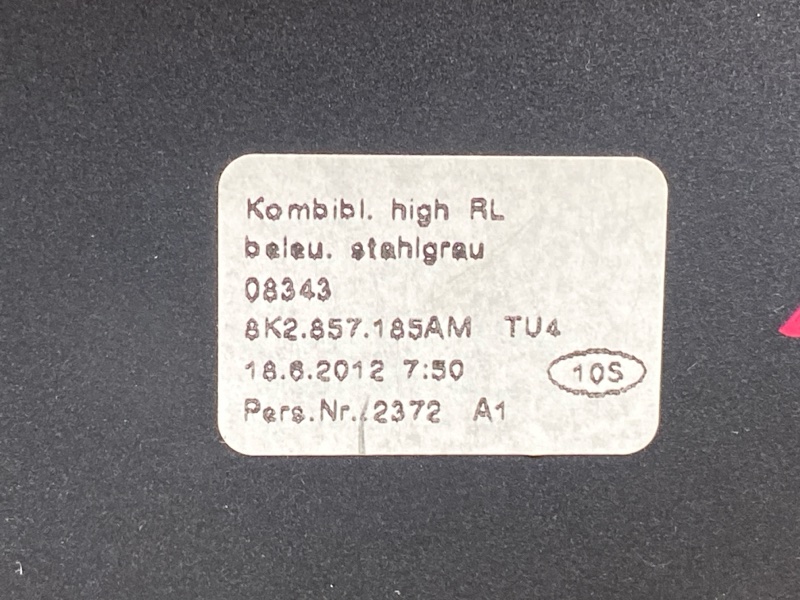 Kombibl. high RL
beleu. stahlgrau
08343
8K2.857.185AM TU4
18.6.2012 7:50 10S
Pers.Nr.:2372 A1